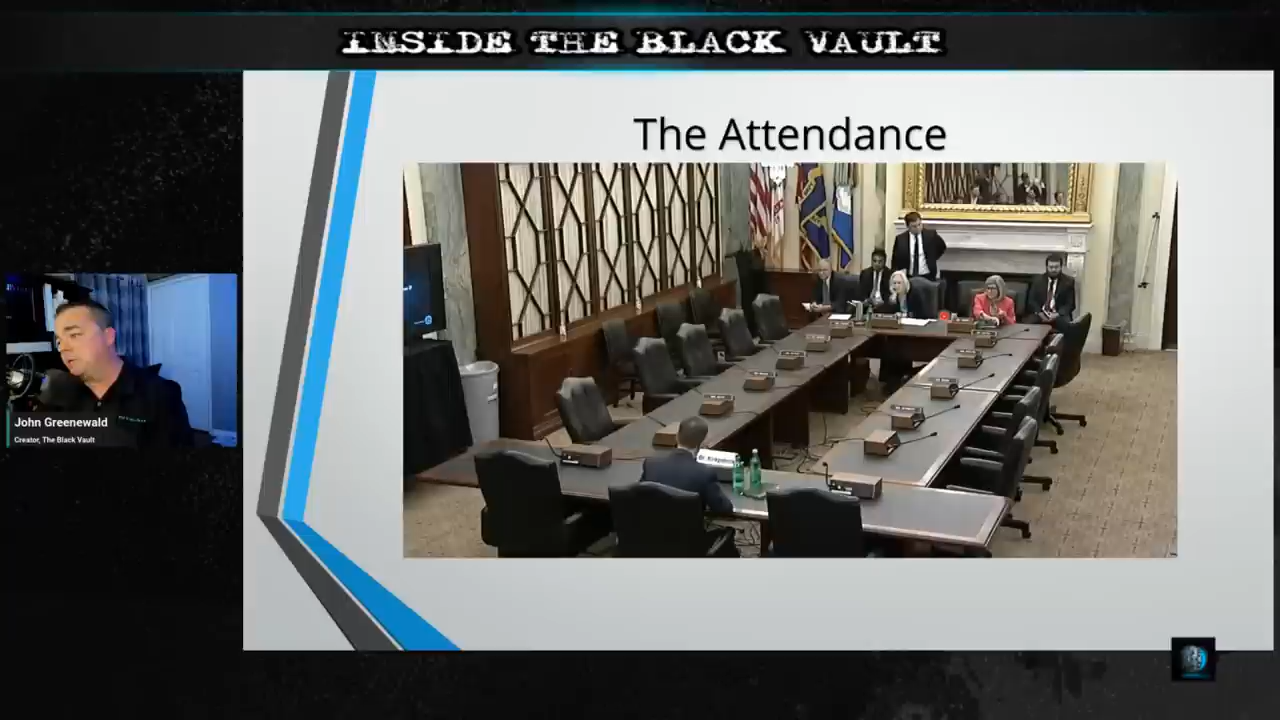 INSIDE THE BLACK VAULT
The Attendance
John Greenewald
Creator, The Black Vault